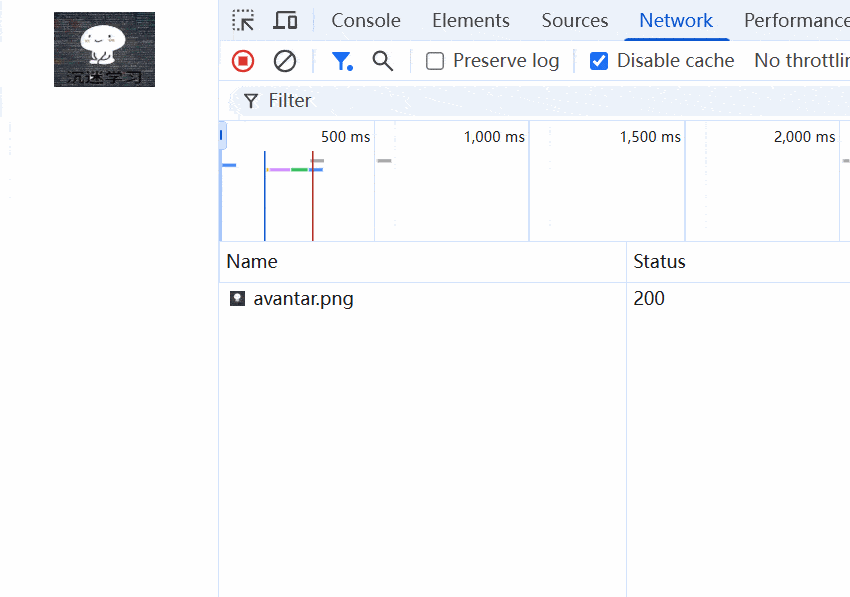 沉迷学习
Console Elements Sources Network Performance
Preserve log Disable cache No throttlin
Filter
500 ms 1,000 ms 1,500 ms 2,000 ms
Name Status
avantar.png 200